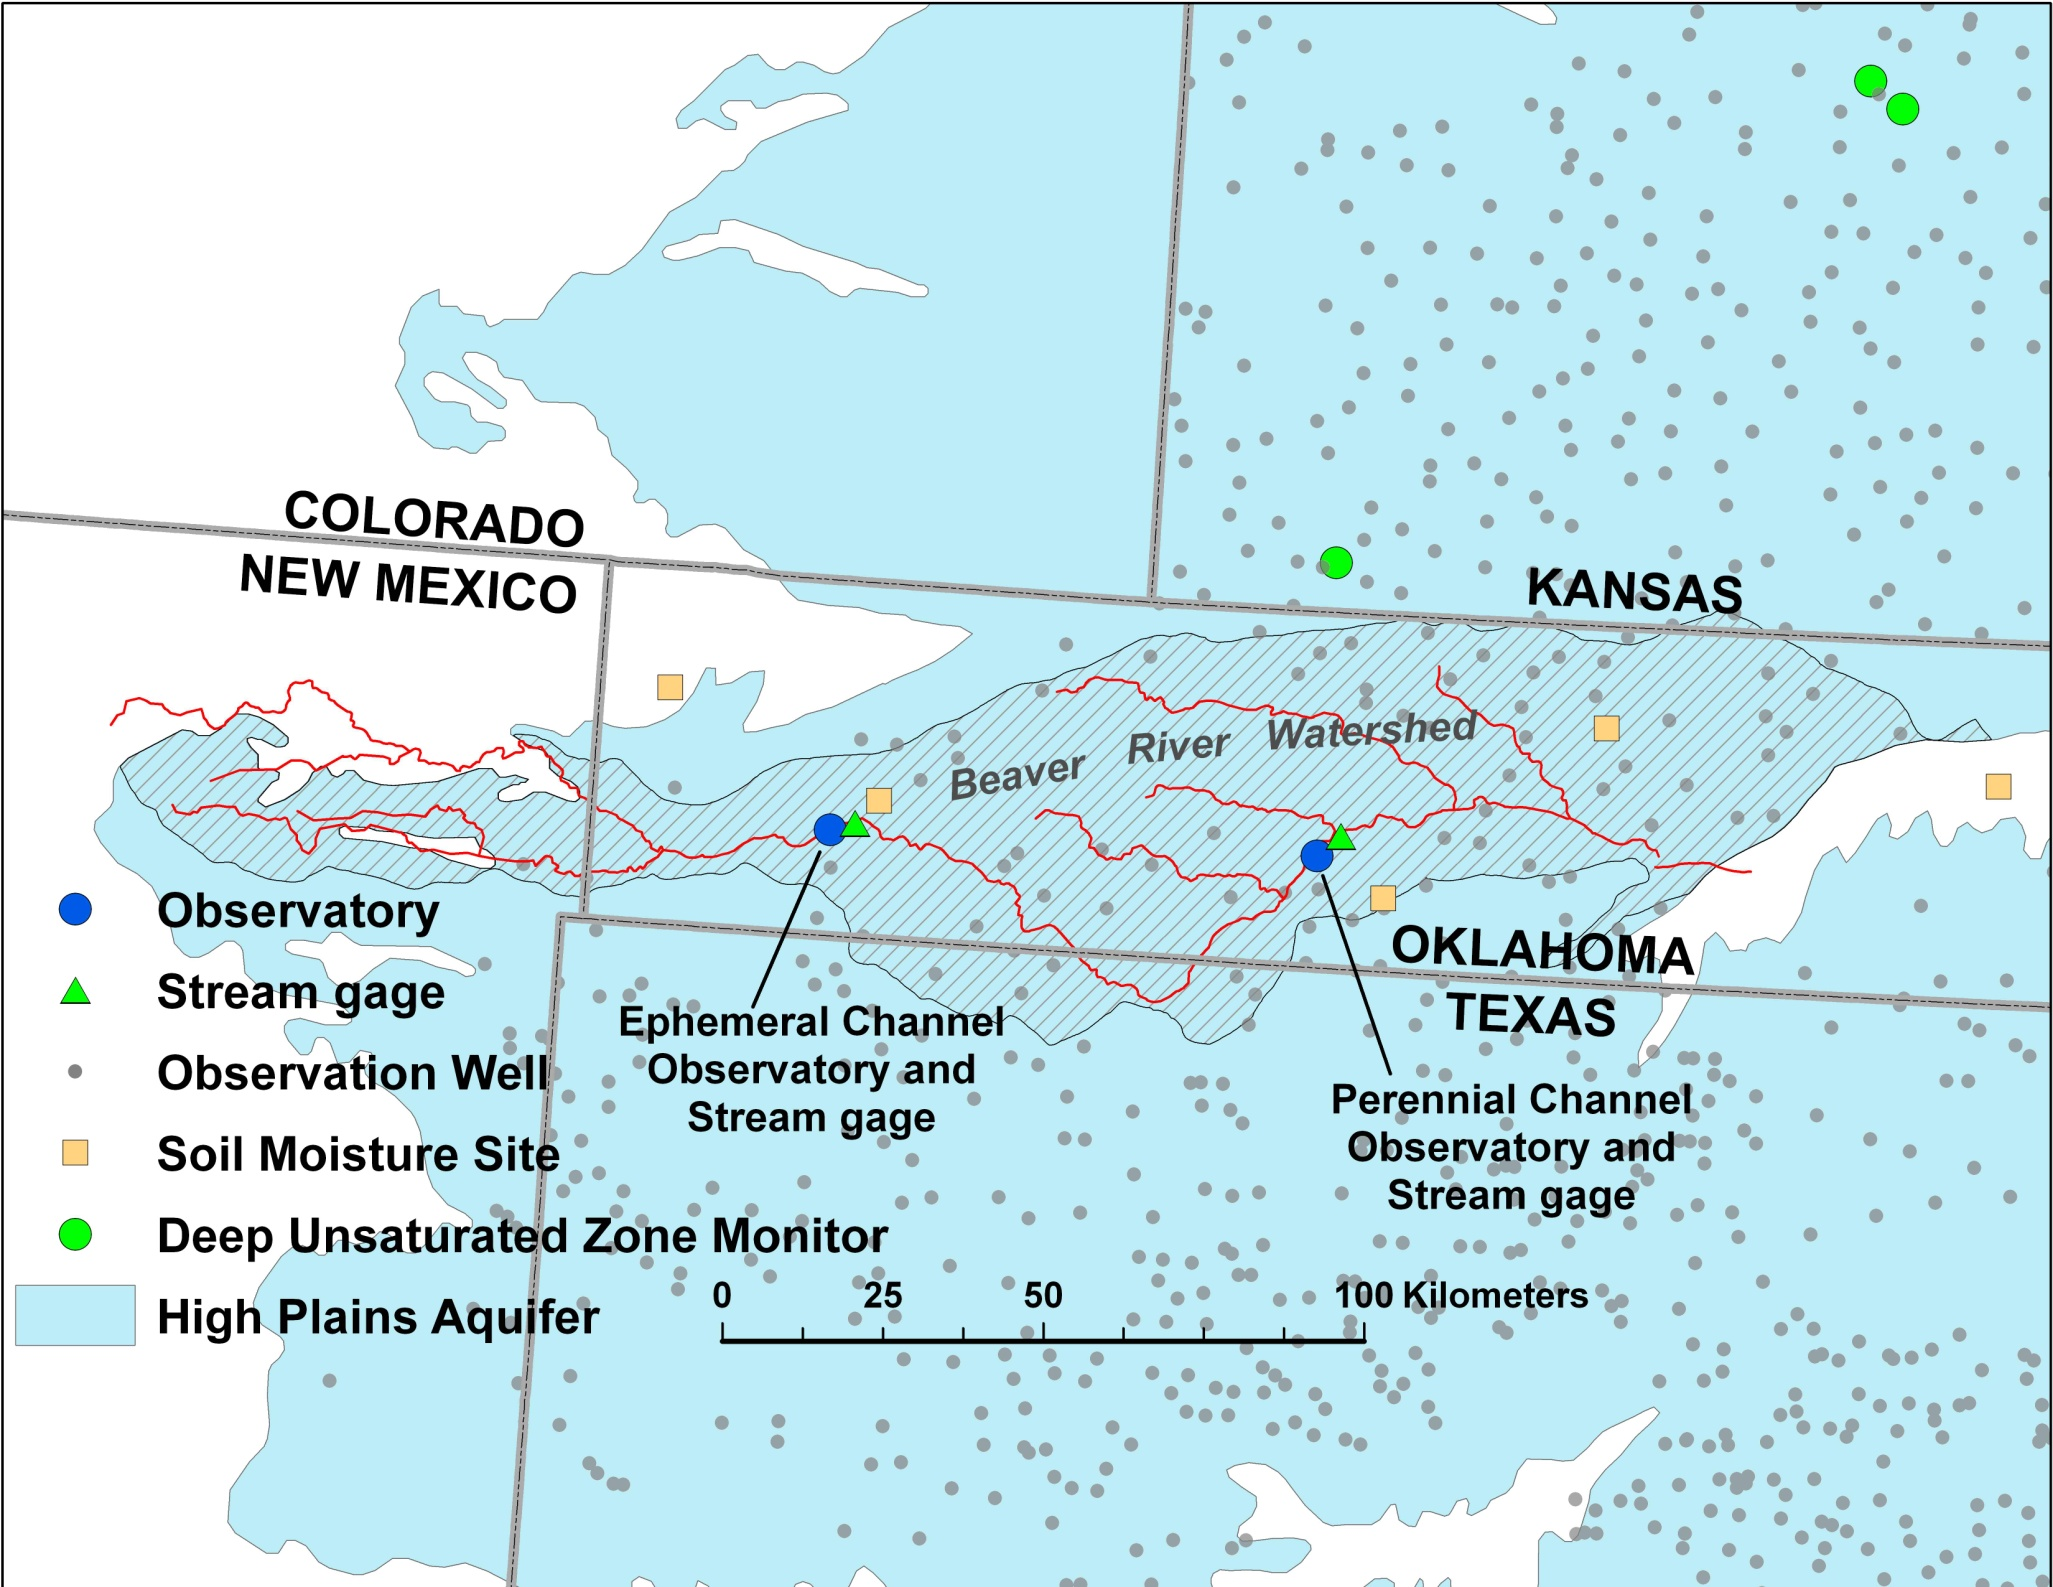 COLORADO
NEW MEXICO
KANSAS
Beaver River Watershed
OKLAHOMA
TEXAS
Ephemeral Channel
Observatory and
Stream gage
Perennial Channel
Observatory and
Stream gage
Observatory
Stream gage
Observation Well
Soil Moisture Site
Deep Unsaturated Zone Monitor
High Plains Aquifer
0 25 50 100 Kilometers